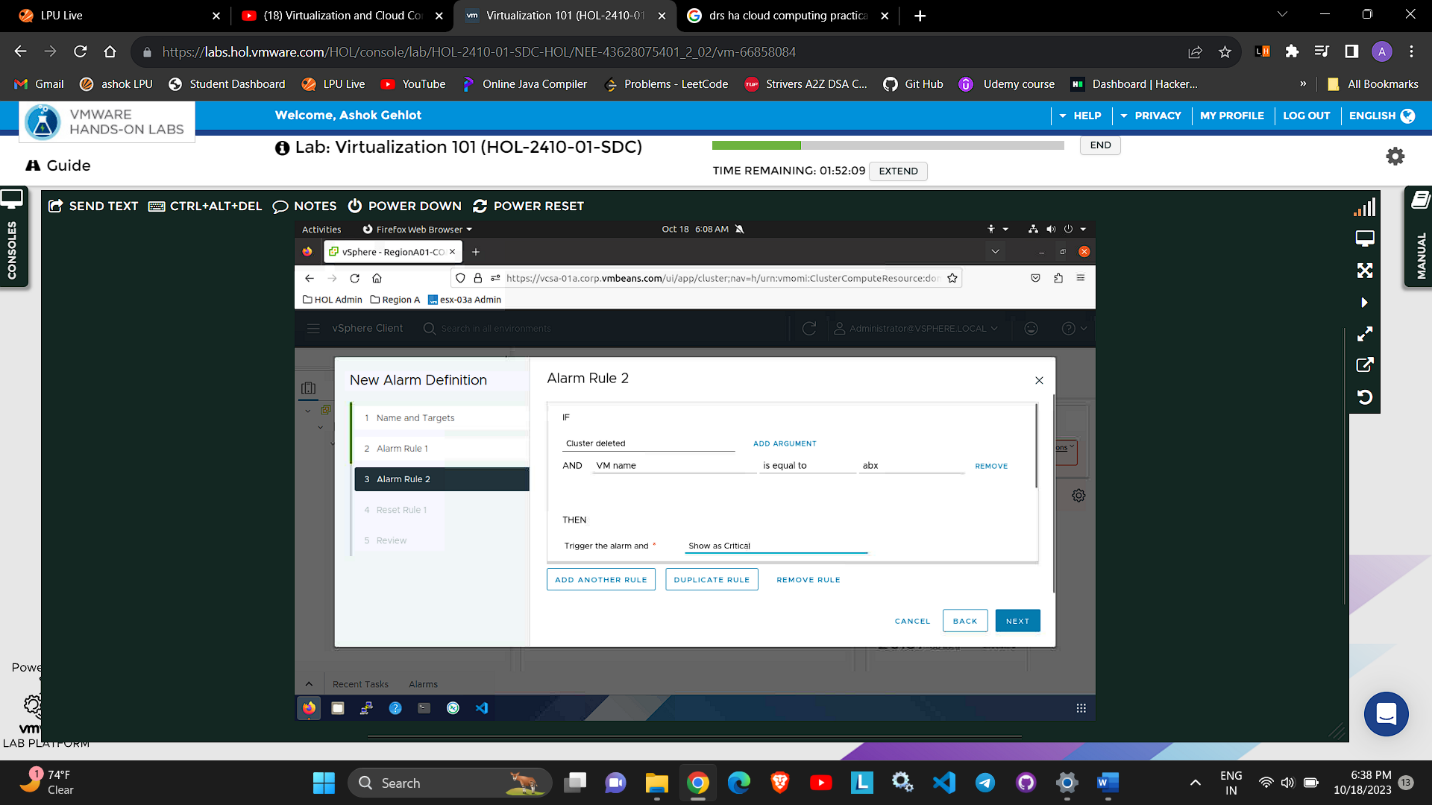 LPU Live
(18) Virtualization and Cloud Co
Virtualization 101 (HOL-2410-01
drs ha cloud computing practica
https://labs.hol.vmware.com/HOL/console/lab/HOL-2410-01-SDC-HOL/NEE-43628075401_2_02/vm-66858084
A
Gmail ashok LPU Student Dashboard LPU Live YouTube Online Java Compiler Problems - LeetCode Strivers A2Z DSA C... Git Hub Udemy course Dashboard | Hacker... » All Bookmarks
VMWARE
HANDS-ON LABS
Welcome, Ashok Gehlot
HELP PRIVACY MY PROFILE LOG OUT ENGLISH
Guide
Lab: Virtualization 101 (HOL-2410-01-SDC)
END
TIME REMAINING: 01:52:09 EXTEND
CONSOLES
MANUAL
SEND TEXT CTRL+ALT+DEL NOTES POWER DOWN POWER RESET
Activities Firefox Web Browser Oct 18 6:08 AM
vSphere - RegionA01-CO
https://vcsa-01a.corp.vmbeans.com/ui/app/cluster;nav=h/urn:vmomi:ClusterComputeResource:do
HOL Admin Region A esx-03a Admin
vSphere Client Search in all environments Administrator@VSPHERE.LOCAL
New Alarm Definition
1 Name and Targets
2 Alarm Rule 1
3 Alarm Rule 2
4 Reset Rule 1
5 Review
Alarm Rule 2
IF
Cluster deleted ADD ARGUMENT
AND VM name is equal to abx REMOVE
THEN
Trigger the alarm and * Show as Critical
ADD ANOTHER RULE DUPLICATE RULE REMOVE RULE
CANCEL BACK NEXT
Recent Tasks Alarms
Powe
vmw
LAB PLATFORM
1
74°F
Clear
Search
ENG
IN
6:38 PM
10/18/2023
13